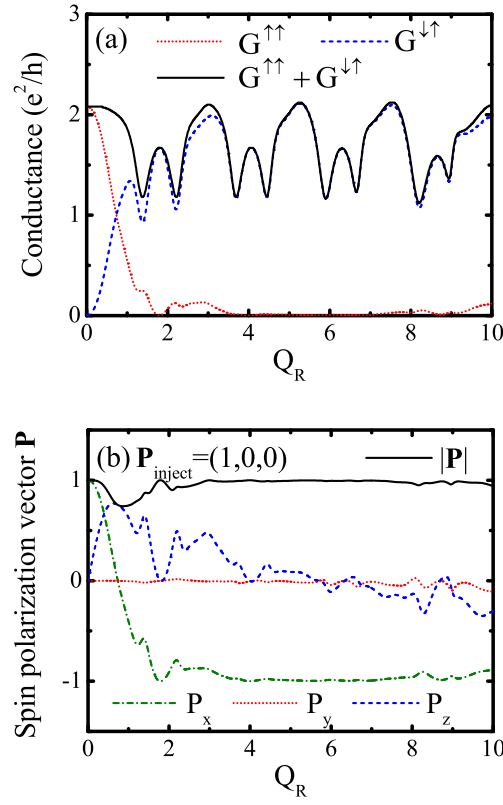 (a) G↑↑ G↓↑
G↑↑ + G↓↑
Conductance (e²/h)
3
2
1
0
0 2 4 6 8 10
Q_R
(b) P_inject=(1,0,0) |P|
Spin polarization vector P
1
0
-1
P_x P_y P_z
0 2 4 6 8 10
Q_R